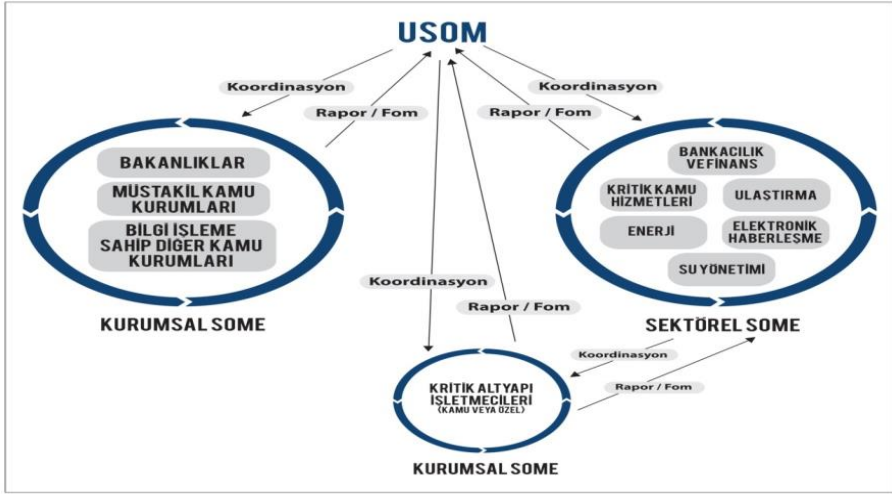 USOM
Koordinasyon
Rapor / Fom
Rapor / Fom
Koordinasyon
BAKANLIKLAR
MÜSTAKİL KAMU
KURUMLARI
BİLGİ İŞLEME
SAHİP DİĞER KAMU
KURUMLARI
KURUMSAL SOME
BANKACILIK
VE FİNANS
KRİTİK KAMU
HİZMETLERİ
ULAŞTIRMA
ENERJİ
ELEKTRONİK
HABERLEŞME
SU YÖNETİMİ
SEKTÖREL SOME
Koordinasyon
Rapor / Fom
Koordinasyon
Rapor / Fom
KRİTİK ALTYAPI
İŞLETMECİLERİ
(KAMU VEYA ÖZEL)
KURUMSAL SOME